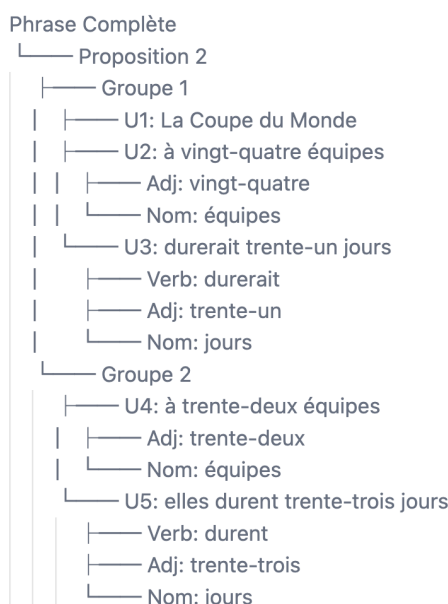 Phrase Complète
Proposition 2
Groupe 1
U1: La Coupe du Monde
U2: à vingt-quatre équipes
Adj: vingt-quatre
Nom: équipes
U3: durerait trente-un jours
Verb: durerait
Adj: trente-un
Nom: jours
Groupe 2
U4: à trente-deux équipes
Adj: trente-deux
Nom: équipes
U5: elles durent trente-trois jours
Verb: durent
Adj: trente-trois
Nom: jours